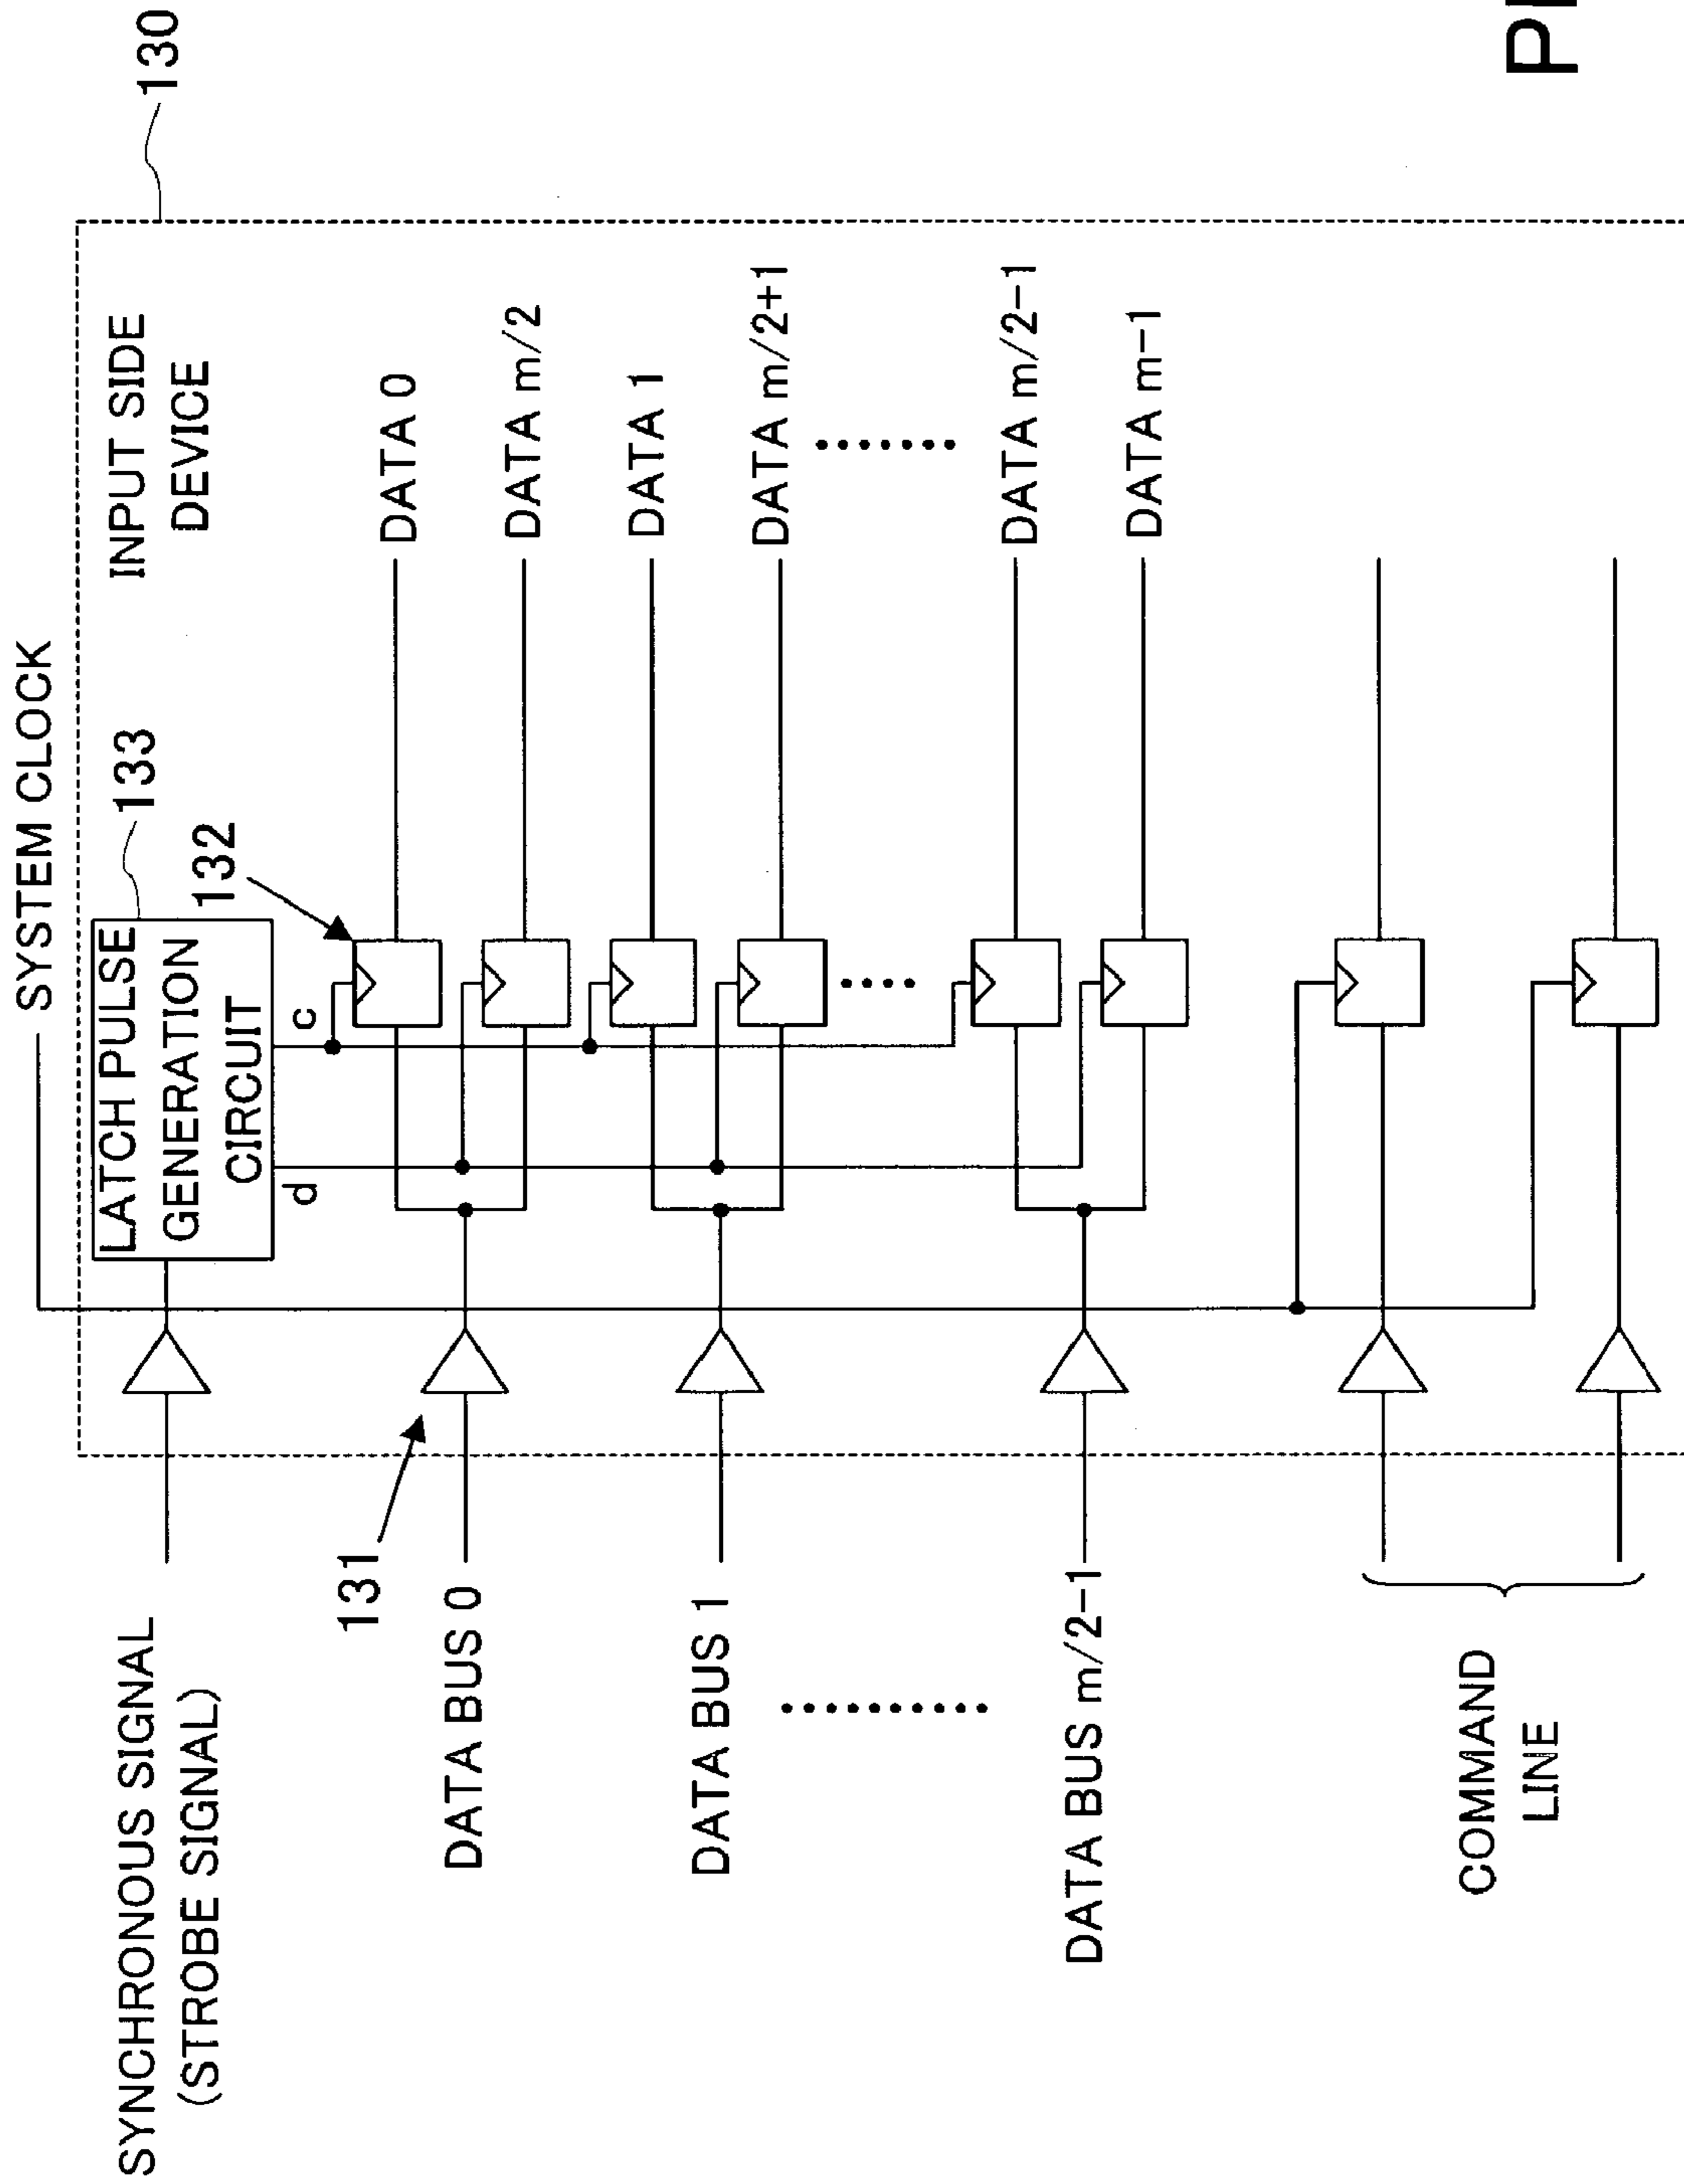 SYSTEM CLOCK
130
INPUT SIDE
DEVICE
SYNCHRONOUS SIGNAL
(STROBE SIGNAL)
LATCH PULSE
GENERATION
CIRCUIT
133
d
c
132
131
DATA BUS 0
DATA 0
DATA m/2
DATA BUS 1
DATA 1
DATA m/2+1
DATA BUS m/2-1
DATA m/2-1
DATA m-1
COMMAND
LINE